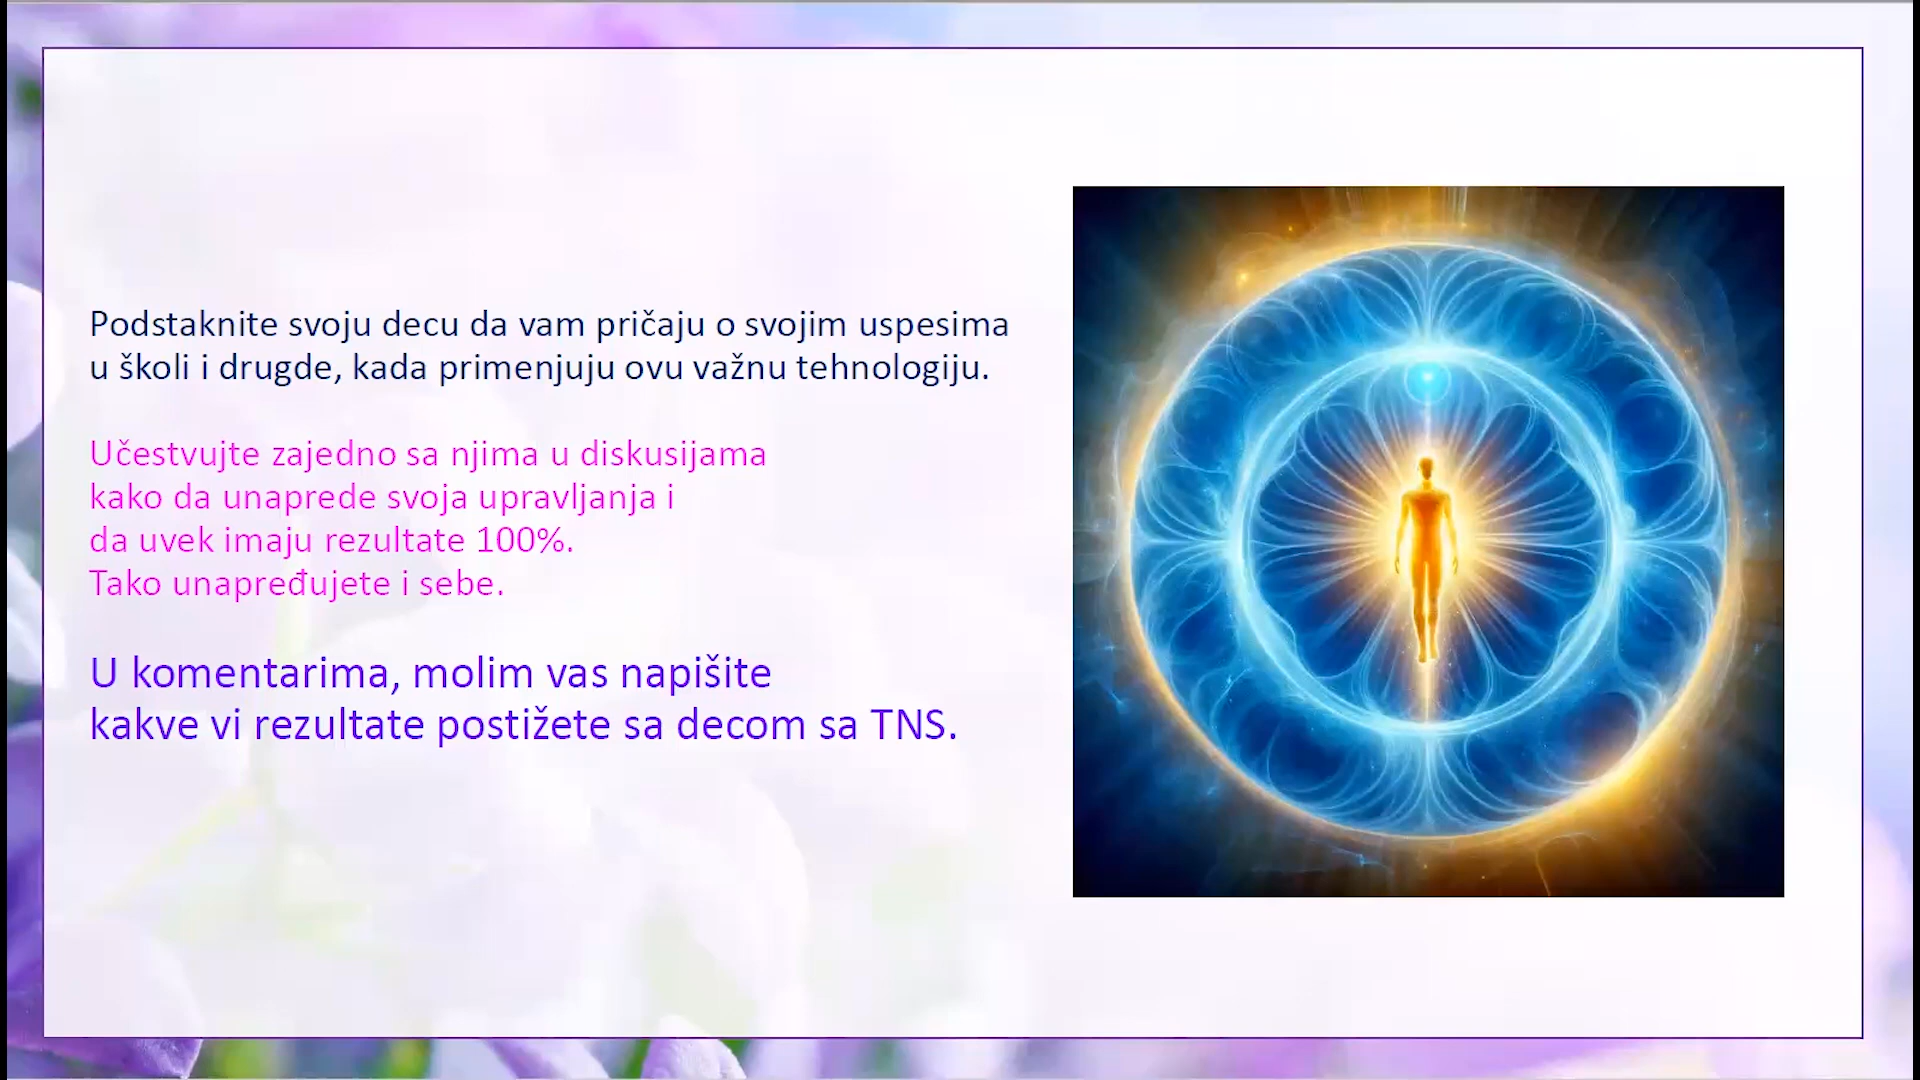 Podstaknite svoju decu da vam pričaju o svojim uspesima
u školi i drugde, kada primenjuju ovu važnu tehnologiju.
Učestvujte zajedno sa njima u diskusijama
kako da unaprede svoja upravljanja i
da uvek imaju rezultate 100%.
Tako unapređujete i sebe.
U komentarima, molim vas napišite
kakve vi rezultate postižete sa decom sa TNS.